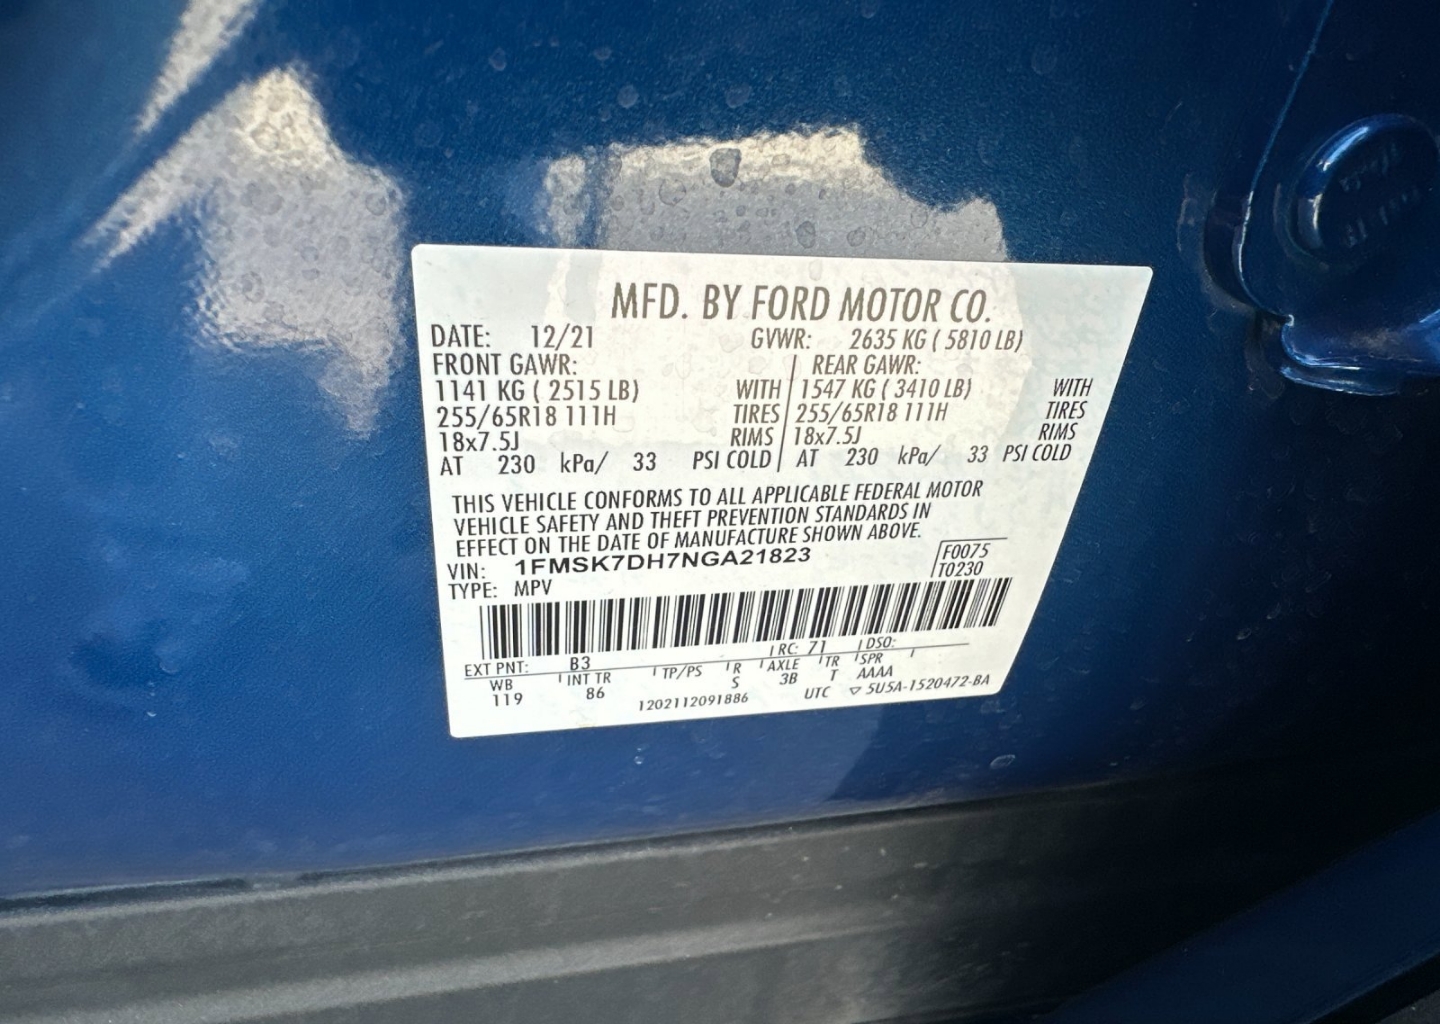 MFD. BY FORD MOTOR CO.
DATE: 12/21 GVWR: 2635 KG ( 5810 LB)
FRONT GAWR: REAR GAWR:
1141 KG ( 2515 LB) WITH 1547 KG ( 3410 LB) WITH
255/65R18 111H TIRES 255/65R18 111H TIRES
18x7.5J RIMS 18x7.5J RIMS
AT 230 kPa/ 33 PSI COLD AT 230 kPa/ 33 PSI COLD
THIS VEHICLE CONFORMS TO ALL APPLICABLE FEDERAL MOTOR
VEHICLE SAFETY AND THEFT PREVENTION STANDARDS IN
EFFECT ON THE DATE OF MANUFACTURE SHOWN ABOVE.
VIN: 1FMSK7DH7NGA21823 F0075
TYPE: MPV T0230
EXT PNT: B3 RC: 71 DSO:
WB INT TR TP/PS R AXLE TR SPR
119 86 S 3B T AAAA
1202112091886 UTC ▽ 5U5A-1520472-BA